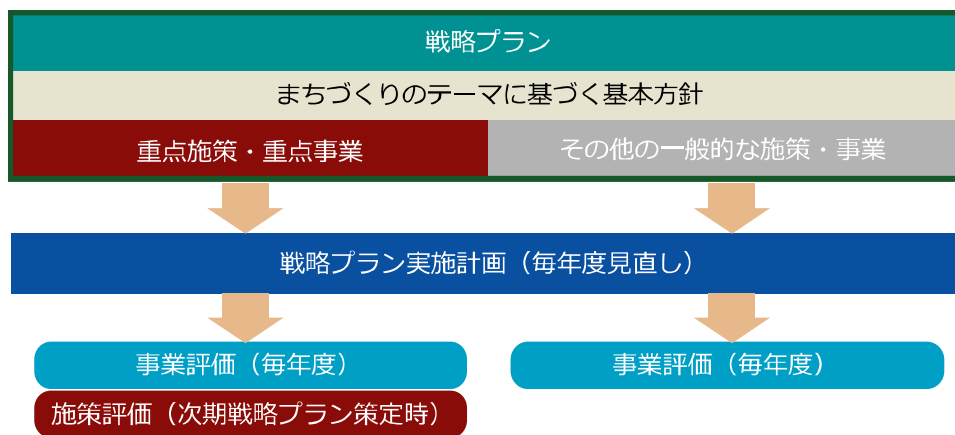 戦略プラン
まちづくりのテーマに基づく基本方針
重点施策・重点事業
その他の一般的な施策・事業
戦略プラン実施計画（毎年度見直し）
事業評価（毎年度）
事業評価（毎年度）
施策評価（次期戦略プラン策定時）